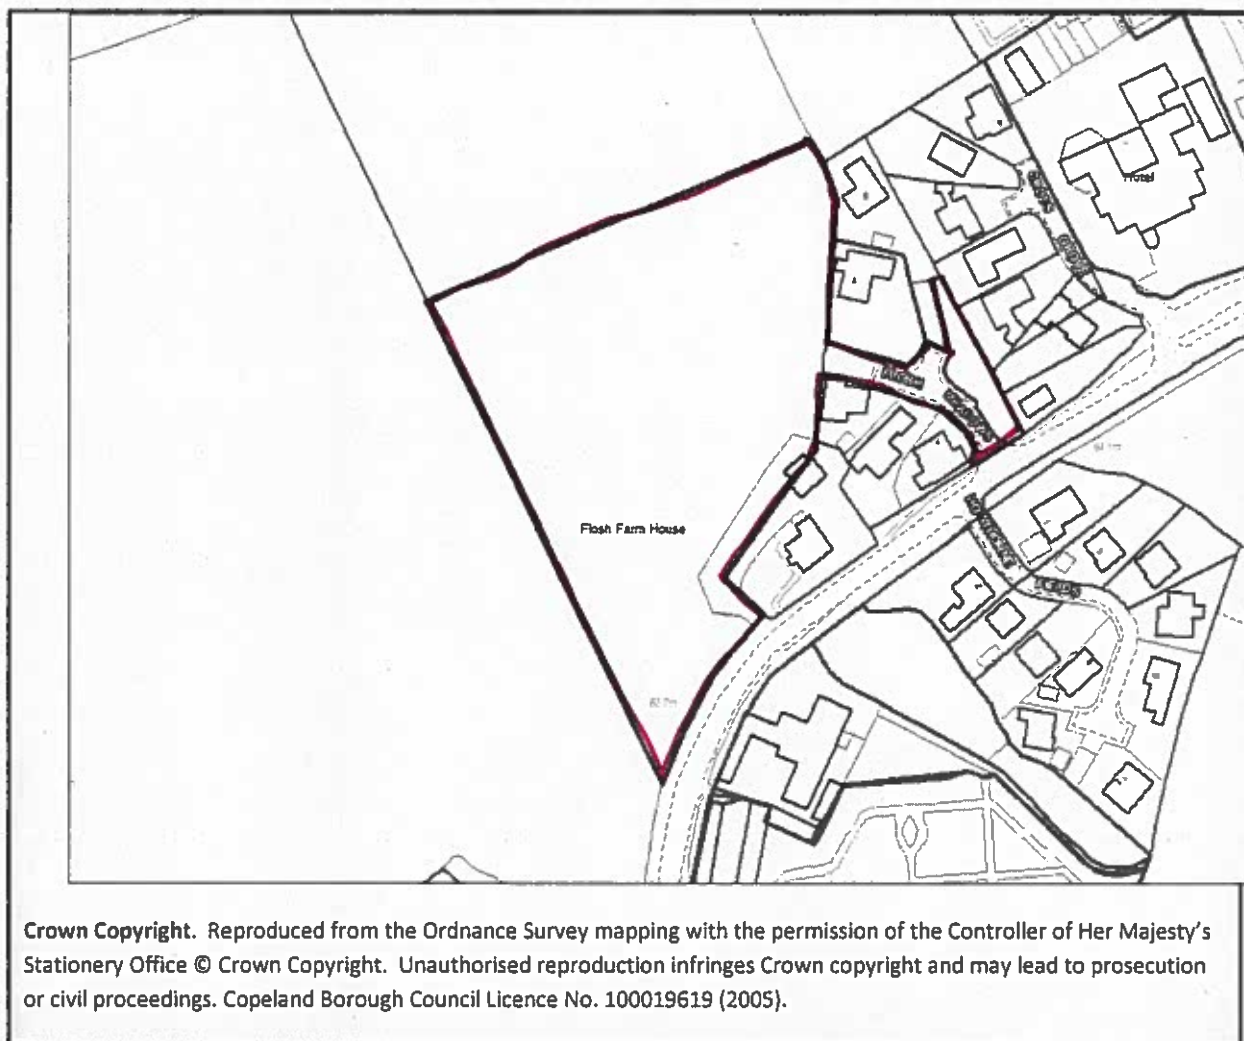 Hotel
Flosh Farm House
Crown Copyright. Reproduced from the Ordnance Survey mapping with the permission of the Controller of Her Majesty's
Stationery Office © Crown Copyright. Unauthorised reproduction infringes Crown copyright and may lead to prosecution
or civil proceedings. Copeland Borough Council Licence No. 100019619 (2005).